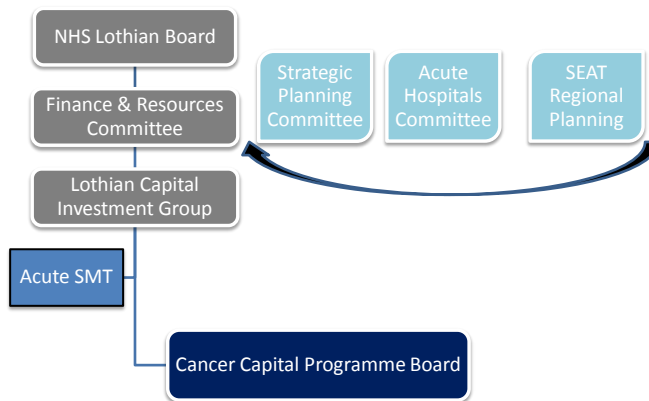 NHS Lothian Board
Finance & Resources
Committee
Lothian Capital
Investment Group
Strategic
Planning
Committee
Acute
Hospitals
Committee
SEAT
Regional
Planning
Acute SMT
Cancer Capital Programme Board